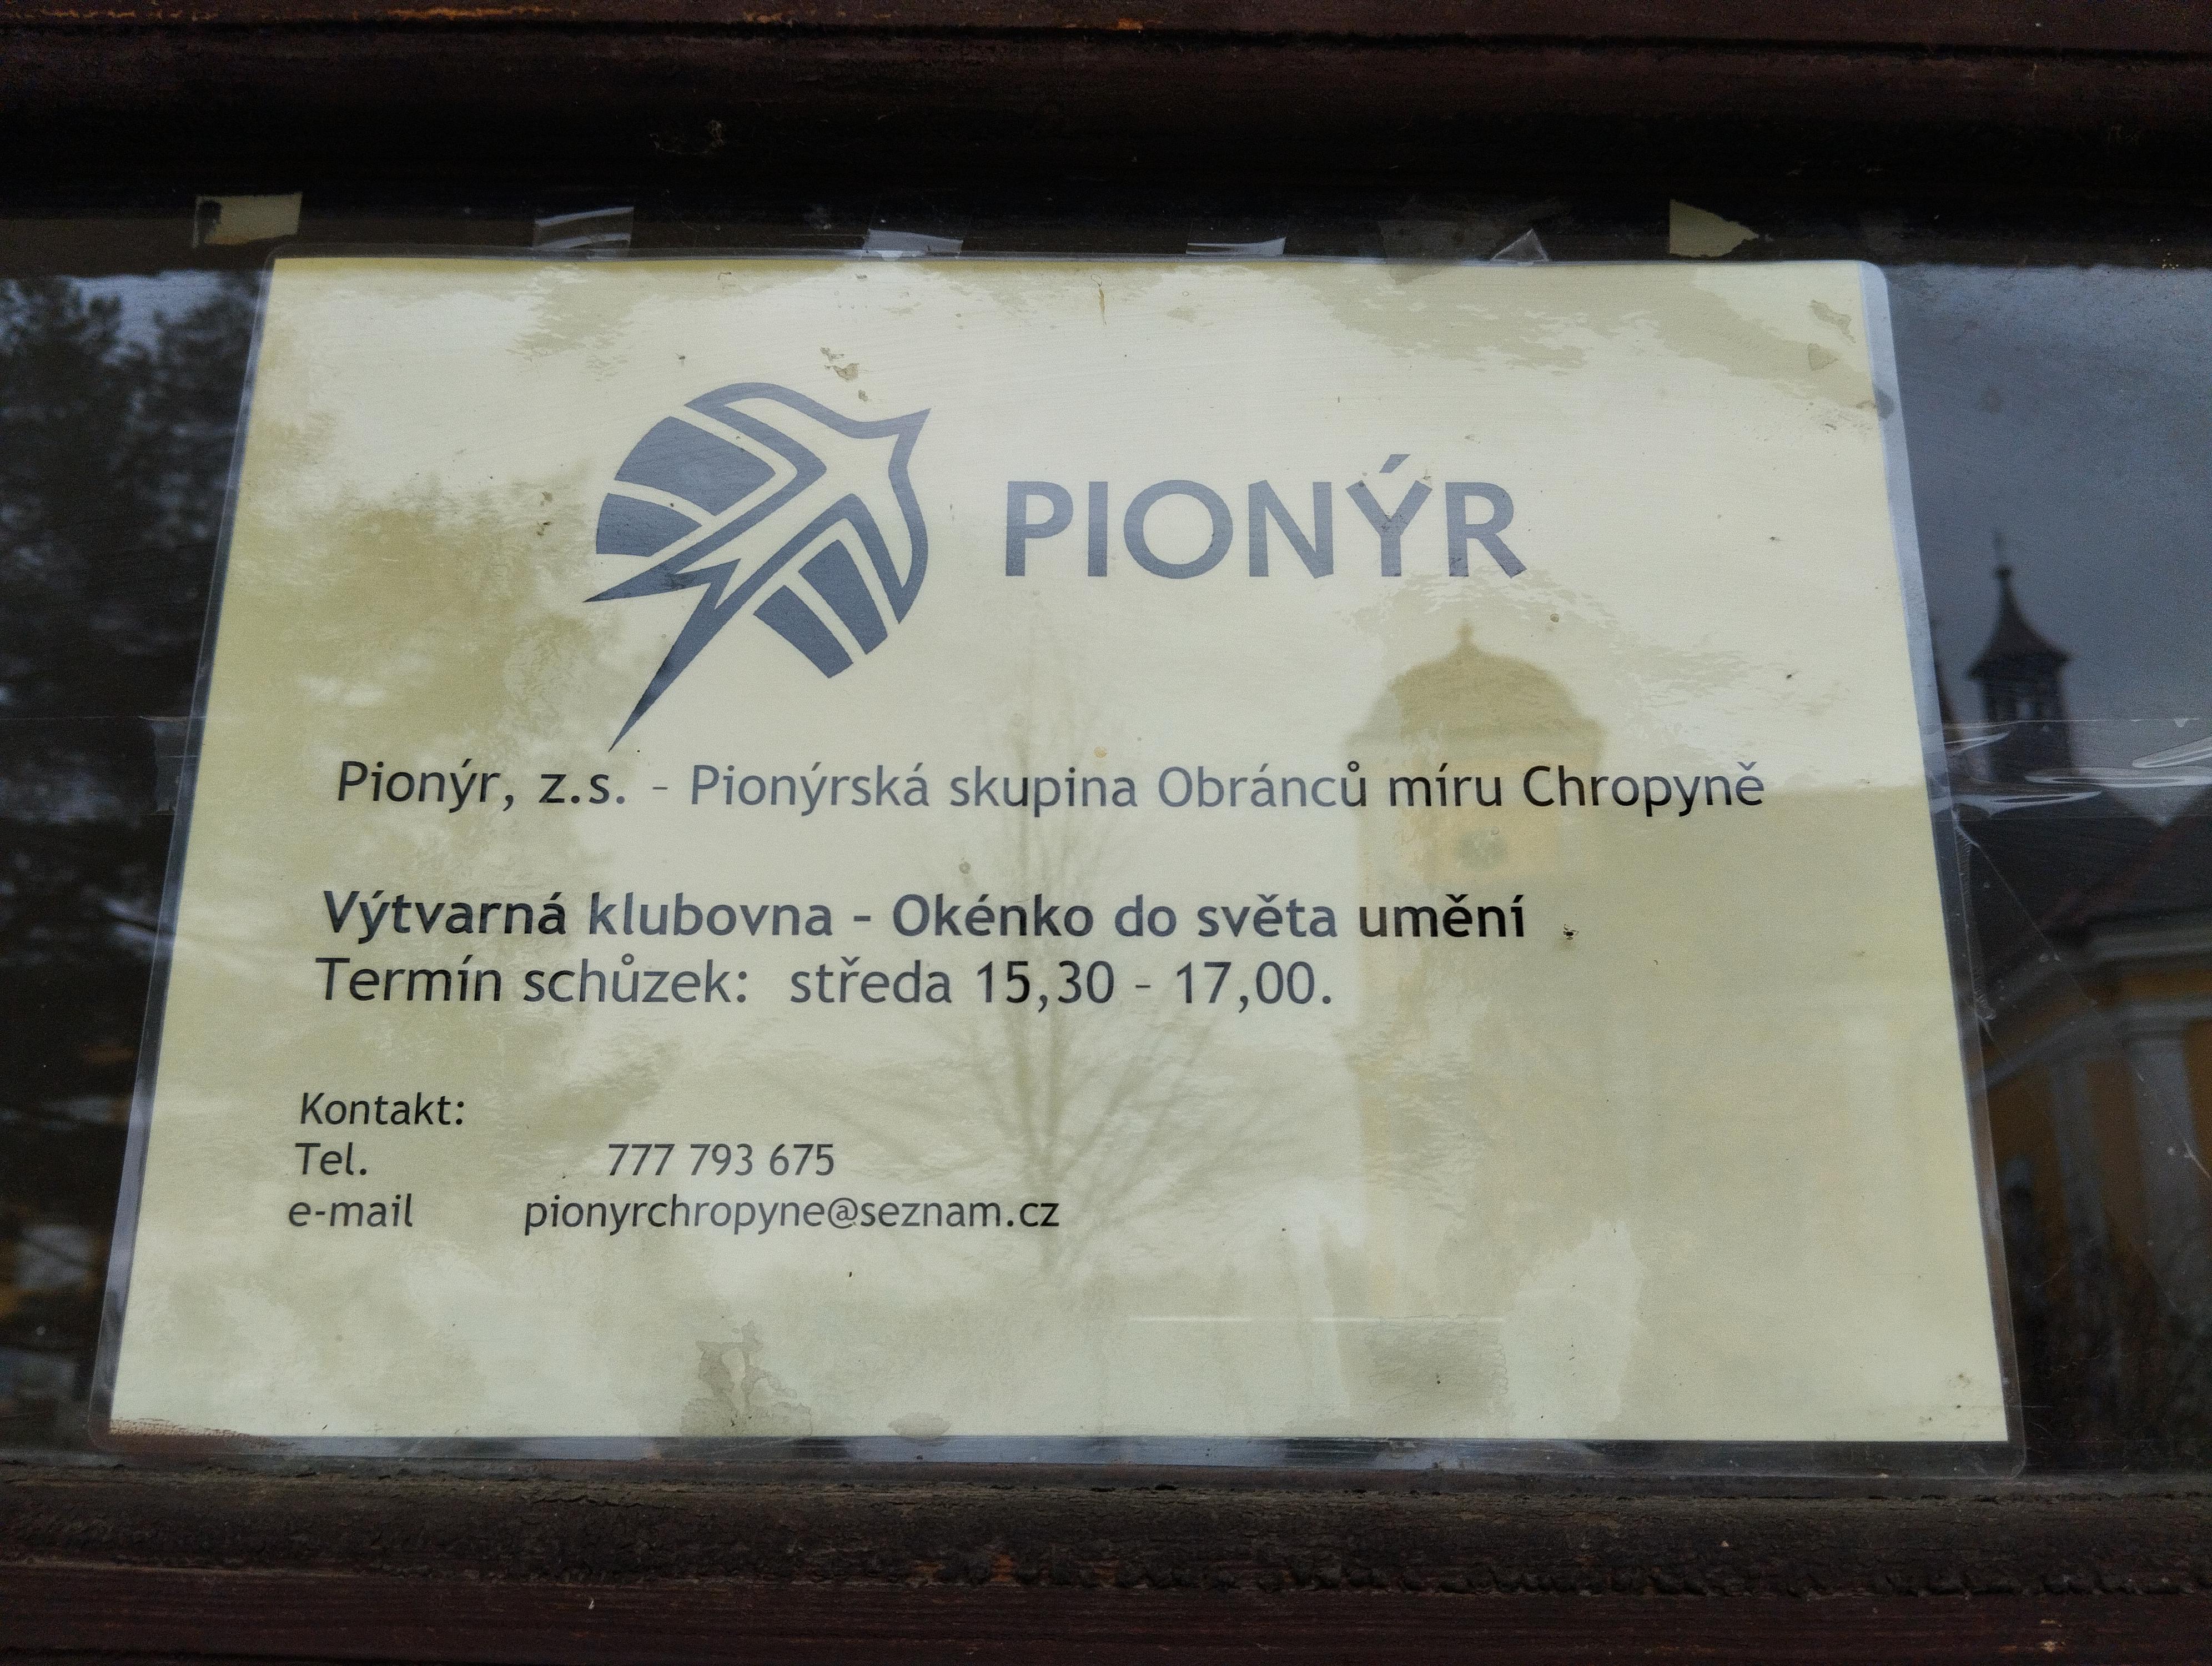 PIONÝR
Pionýr, z.s. - Pionýrská skupina Obránců míru Chropyně
Výtvarná klubovna - Okénko do světa umění
Termín schůzek: středa 15,30 - 17,00.
Kontakt:
Tel. 777 793 675
e-mail pionyrchropyne@seznam.cz